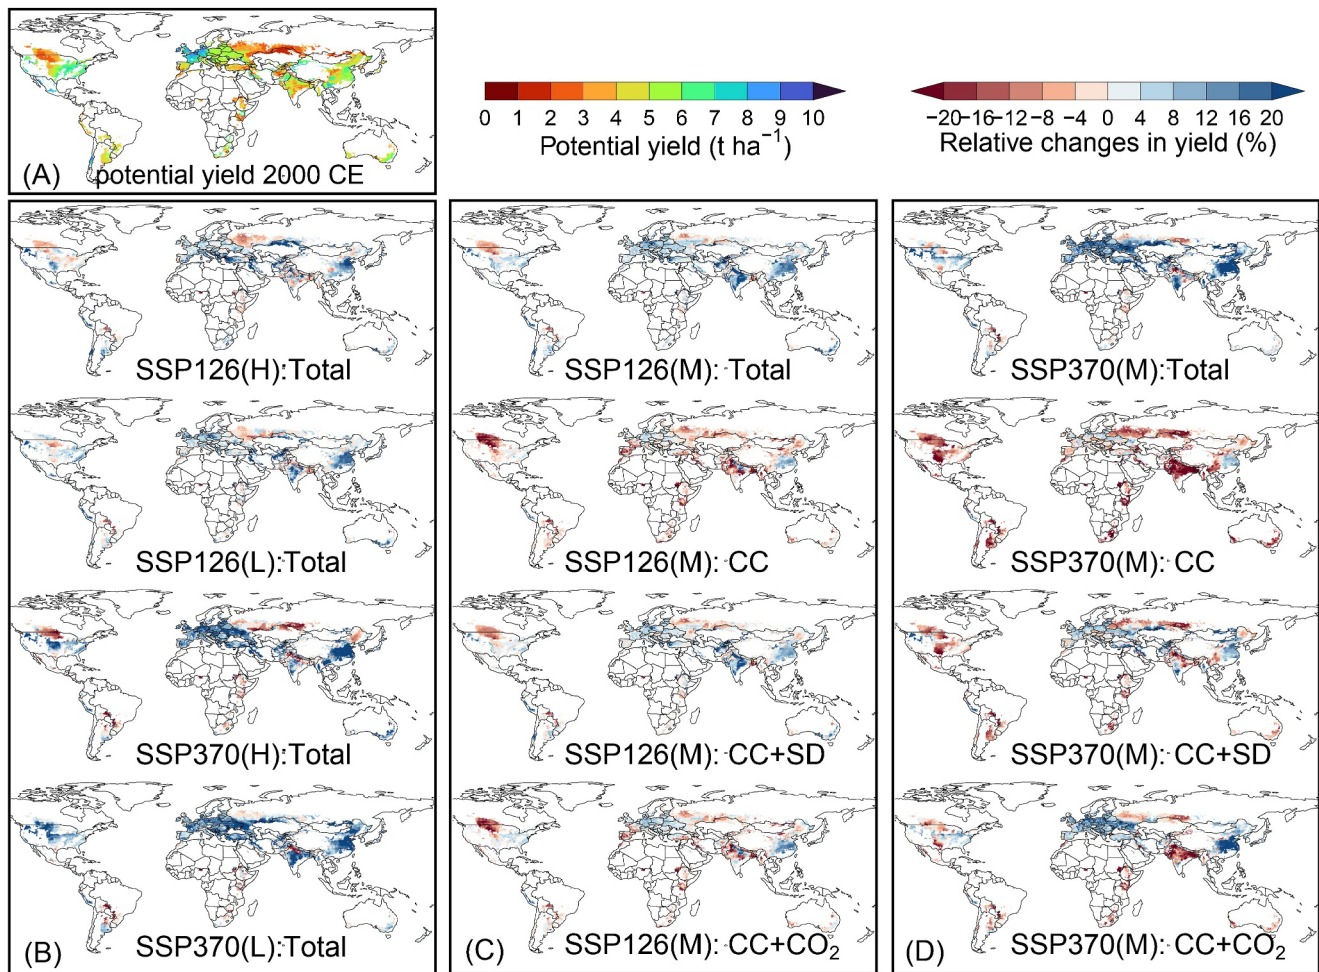 (A) potential yield 2000 CE
0 1 2 3 4 5 6 7 8 9 10
Potential yield (t ha⁻¹)
−20−16−12 −8 −4 0 4 8 12 16 20
Relative changes in yield (%)
SSP126(H):Total
SSP126(L):Total
SSP370(H):Total
(B) SSP370(L):Total
SSP126(M): Total
SSP126(M): CC
SSP126(M): CC+SD
(C) SSP126(M): CC+CO₂
SSP370(M):Total
SSP370(M): CC
SSP370(M): CC+SD
(D) SSP370(M): CC+CO₂